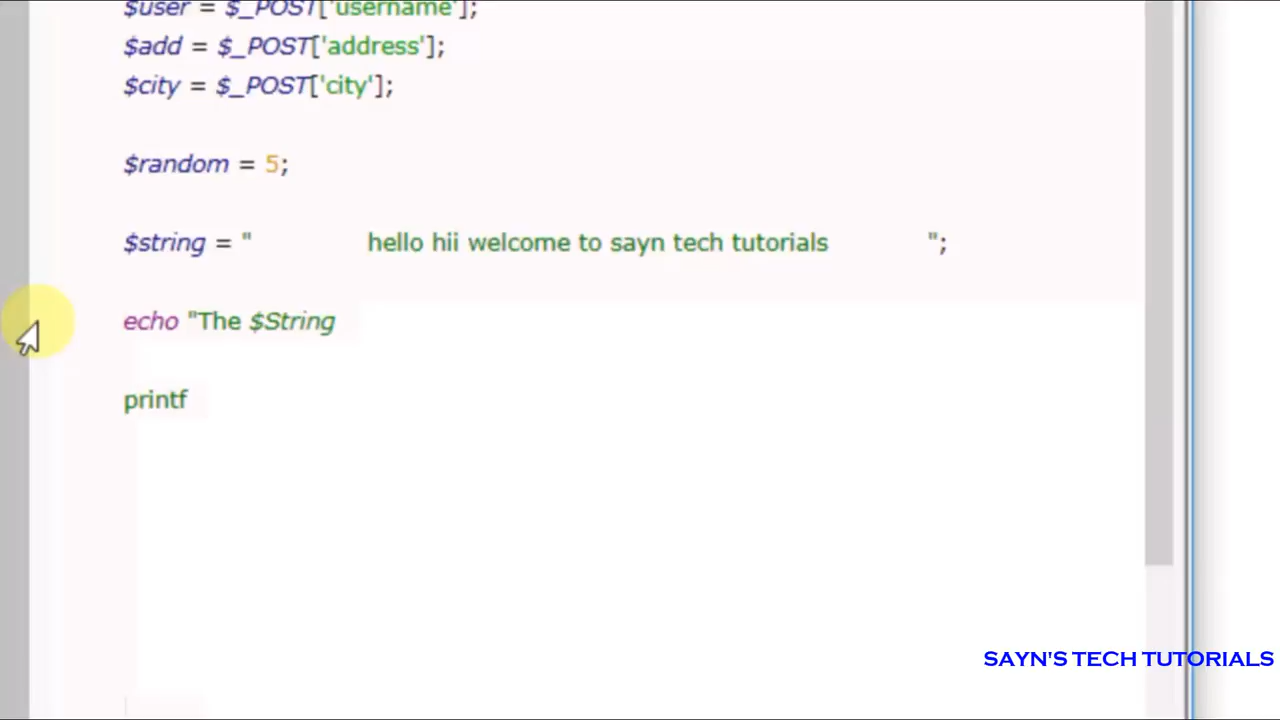 $user = $_POST['username'];
$add = $_POST['address'];
$city = $_POST['city'];
$random = 5;
$string = "             hello hii welcome to sayn tech tutorials             ";
echo "The $String
printf
SAYN'S TECH TUTORIALS